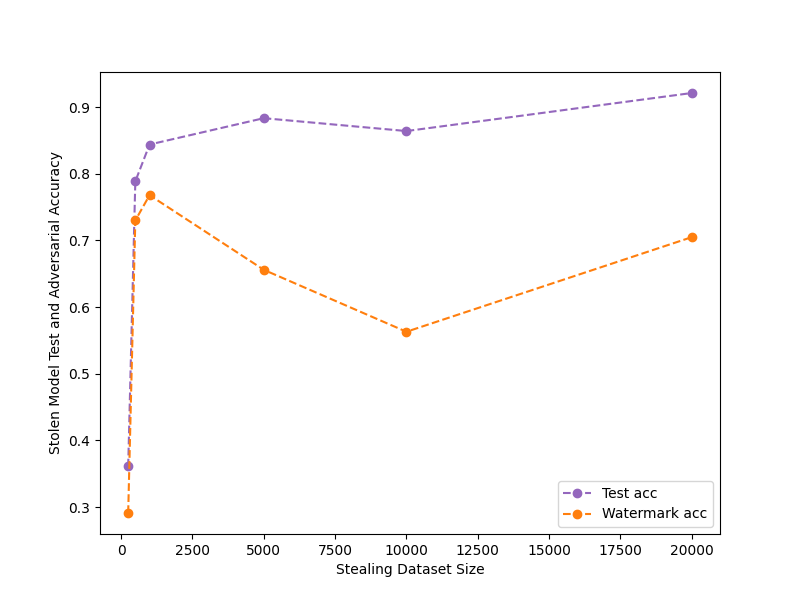 0.9
0.8
0.7
0.6
0.5
0.4
0.3
Stolen Model Test and Adversarial Accuracy
Test acc
Watermark acc
0 2500 5000 7500 10000 12500 15000 17500 20000
Stealing Dataset Size